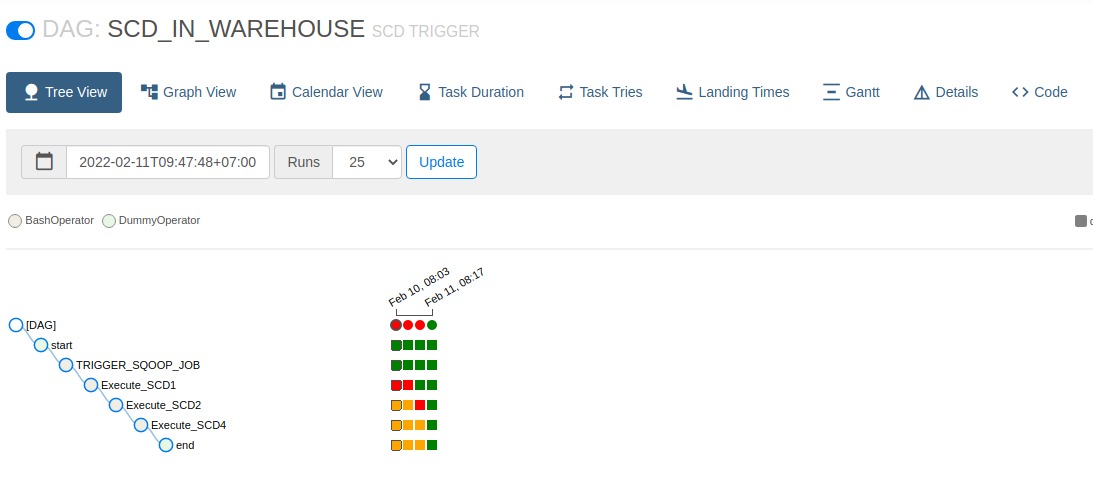 DAG: SCD_IN_WAREHOUSE SCD TRIGGER
Tree View Graph View Calendar View Task Duration Task Tries Landing Times Gantt Details Code
2022-02-11T09:47:48+07:00 Runs 25 Update
BashOperator DummyOperator
Feb 10, 08:03
Feb 11, 08:17
[DAG]
start
TRIGGER_SQOOP_JOB
Execute_SCD1
Execute_SCD2
Execute_SCD4
end